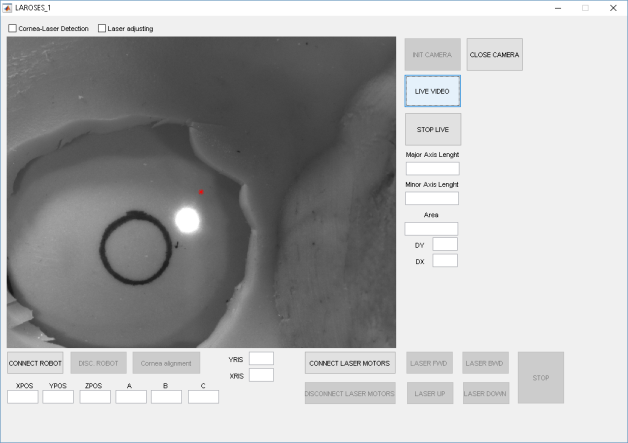 LAROSES_1
Cornea-Laser Detection
Laser adjusting
INIT CAMERA
CLOSE CAMERA
LIVE VIDEO
STOP LIVE
Major Axis Lenght
Minor Axis Lenght
Area
DY
DX
CONNECT ROBOT
DISC. ROBOT
Cornea alignment
YRIS
XRIS
CONNECT LASER MOTORS
LASER FWD
LASER BWD
STOP
XPOS
YPOS
ZPOS
A
B
C
DISCONNECT LASER MOTORS
LASER UP
LASER DOWN